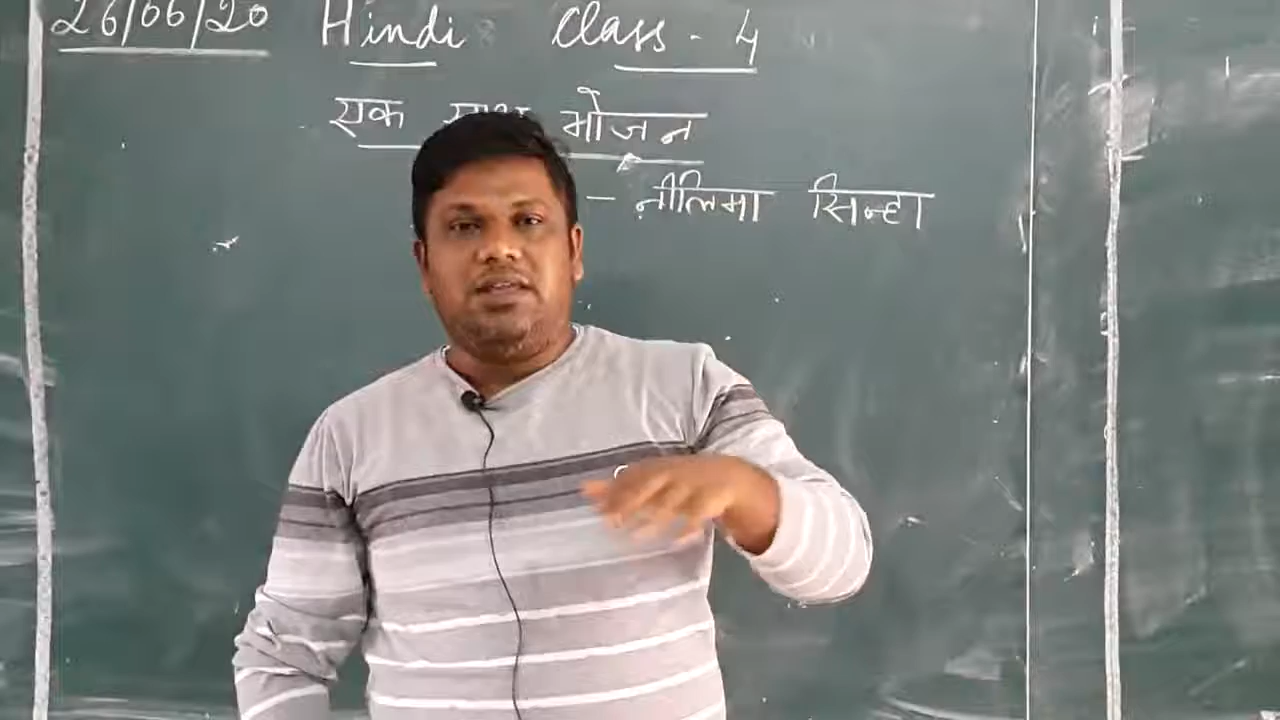 26/06/20 Hindi Class - 4
एक साथ भोजन
- नीलिमा सिन्हा